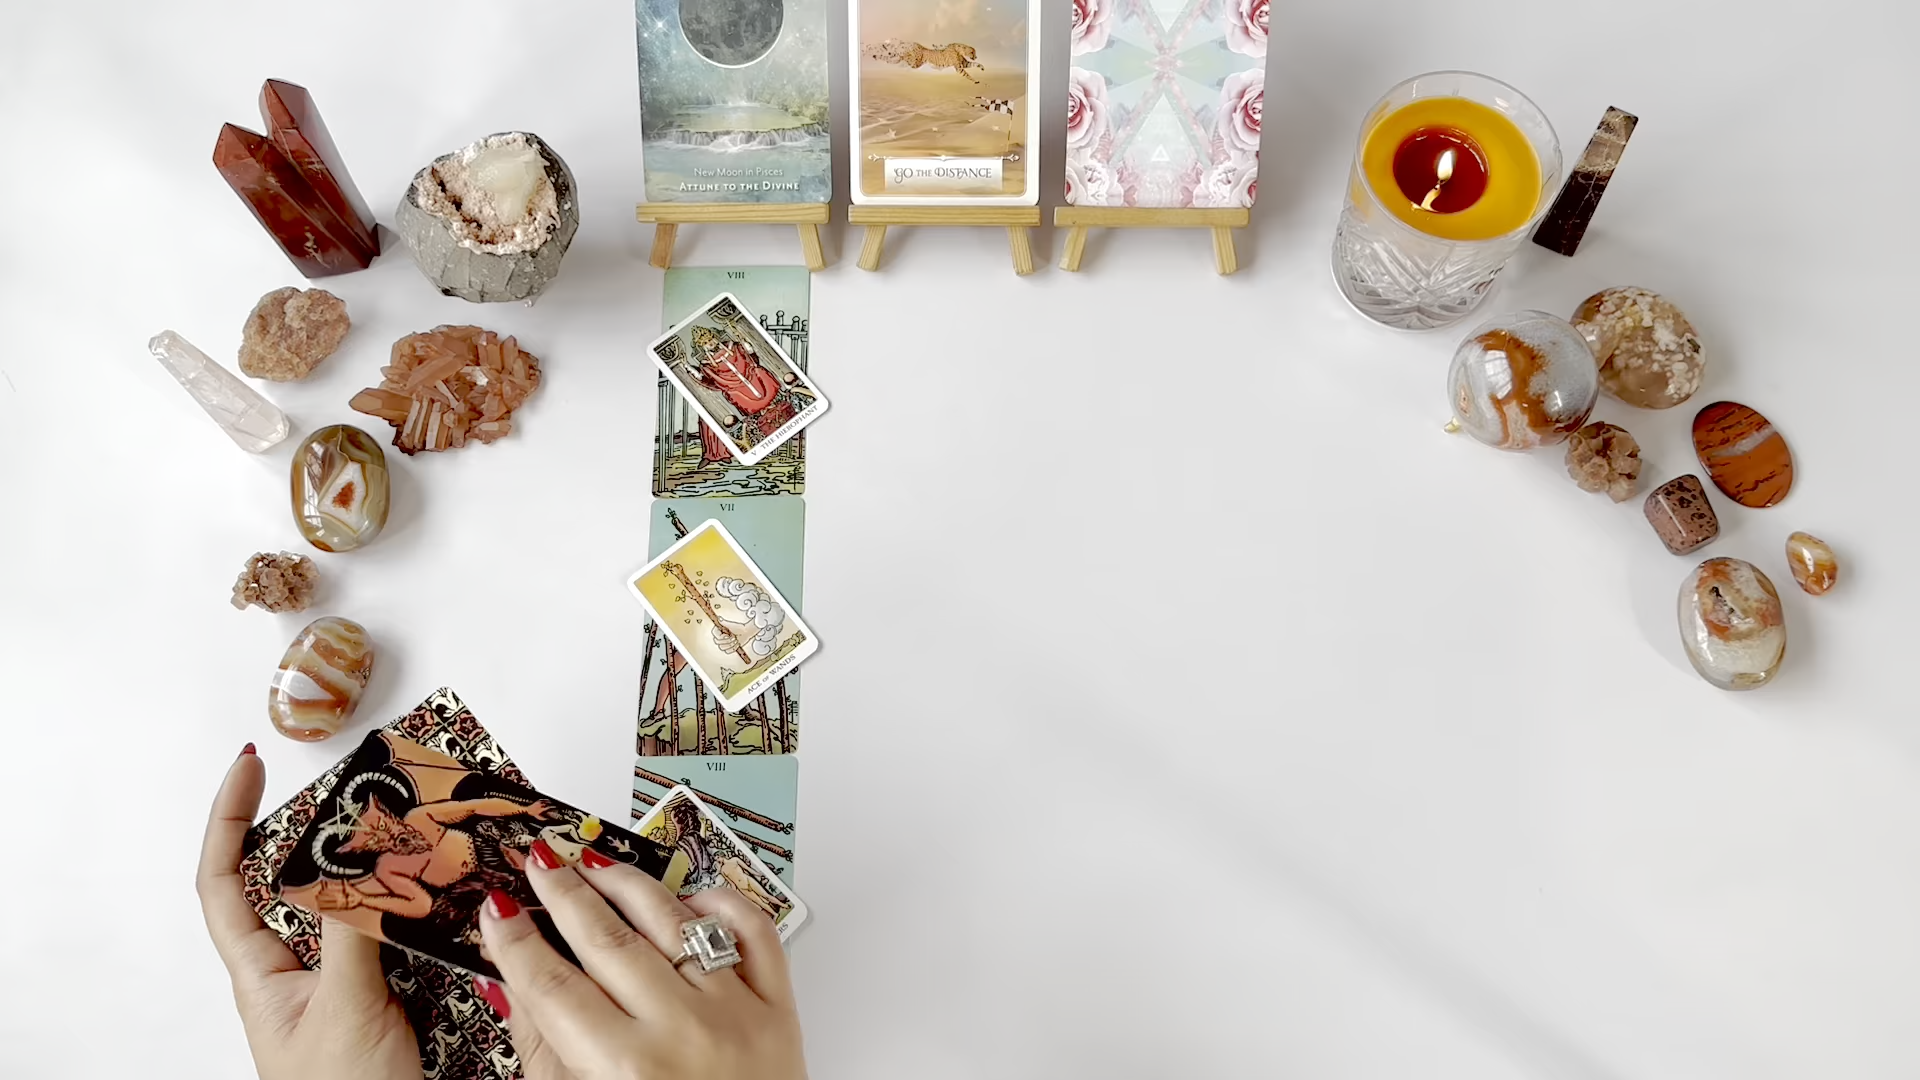 New Moon in Pisces
ATTUNE TO THE DIVINE
GO THE DISTANCE
VIII
V THE HIEROPHANT
VII
ACE OF WANDS
VIII